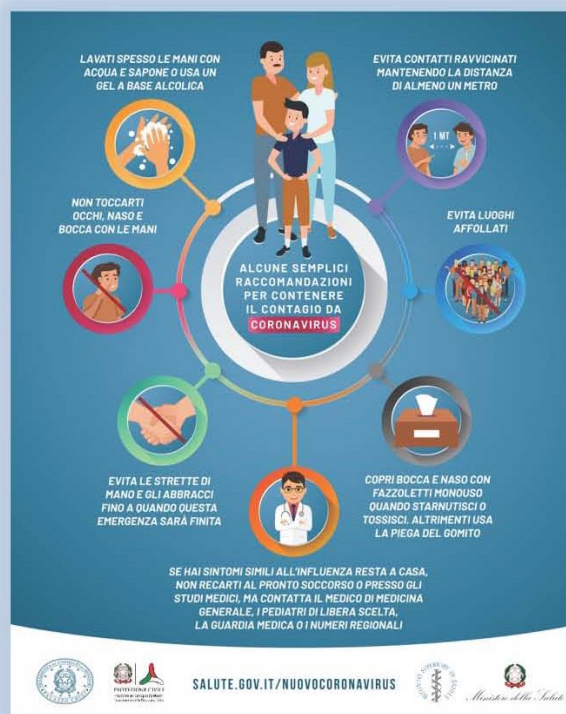 LAVATI SPESSO LE MANI CON
ACQUA E SAPONE O USA UN
GEL A BASE ALCOLICA
EVITA CONTATTI RAVVICINATI
MANTENENDO LA DISTANZA
DI ALMENO UN METRO
1 MT
NON TOCCARTI
OCCHI, NASO E
BOCCA CON LE MANI
EVITA LUOGHI
AFFOLLATI
ALCUNE SEMPLICI
RACCOMANDAZIONI
PER CONTENERE
IL CONTAGIO DA
CORONAVIRUS
EVITA LE STRETTE DI
MANO E GLI ABBRACCI
FINO A QUANDO QUESTA
EMERGENZA SARÀ FINITA
COPRI BOCCA E NASO CON
FAZZOLETTI MONOUSO
QUANDO STARNUTISCI O
TOSSISCI. ALTRIMENTI USA
LA PIEGA DEL GOMITO
SE HAI SINTOMI SIMILI ALL'INFLUENZA RESTA A CASA,
NON RECARTI AL PRONTO SOCCORSO O PRESSO GLI
STUDI MEDICI, MA CONTATTA IL MEDICO DI MEDICINA
GENERALE, I PEDIATRI DI LIBERA SCELTA,
LA GUARDIA MEDICA O I NUMERI REGIONALI
PROTEZIONE CIVILE
SALUTE.GOV.IT/NUOVOCORONAVIRUS
Ministero della Salute